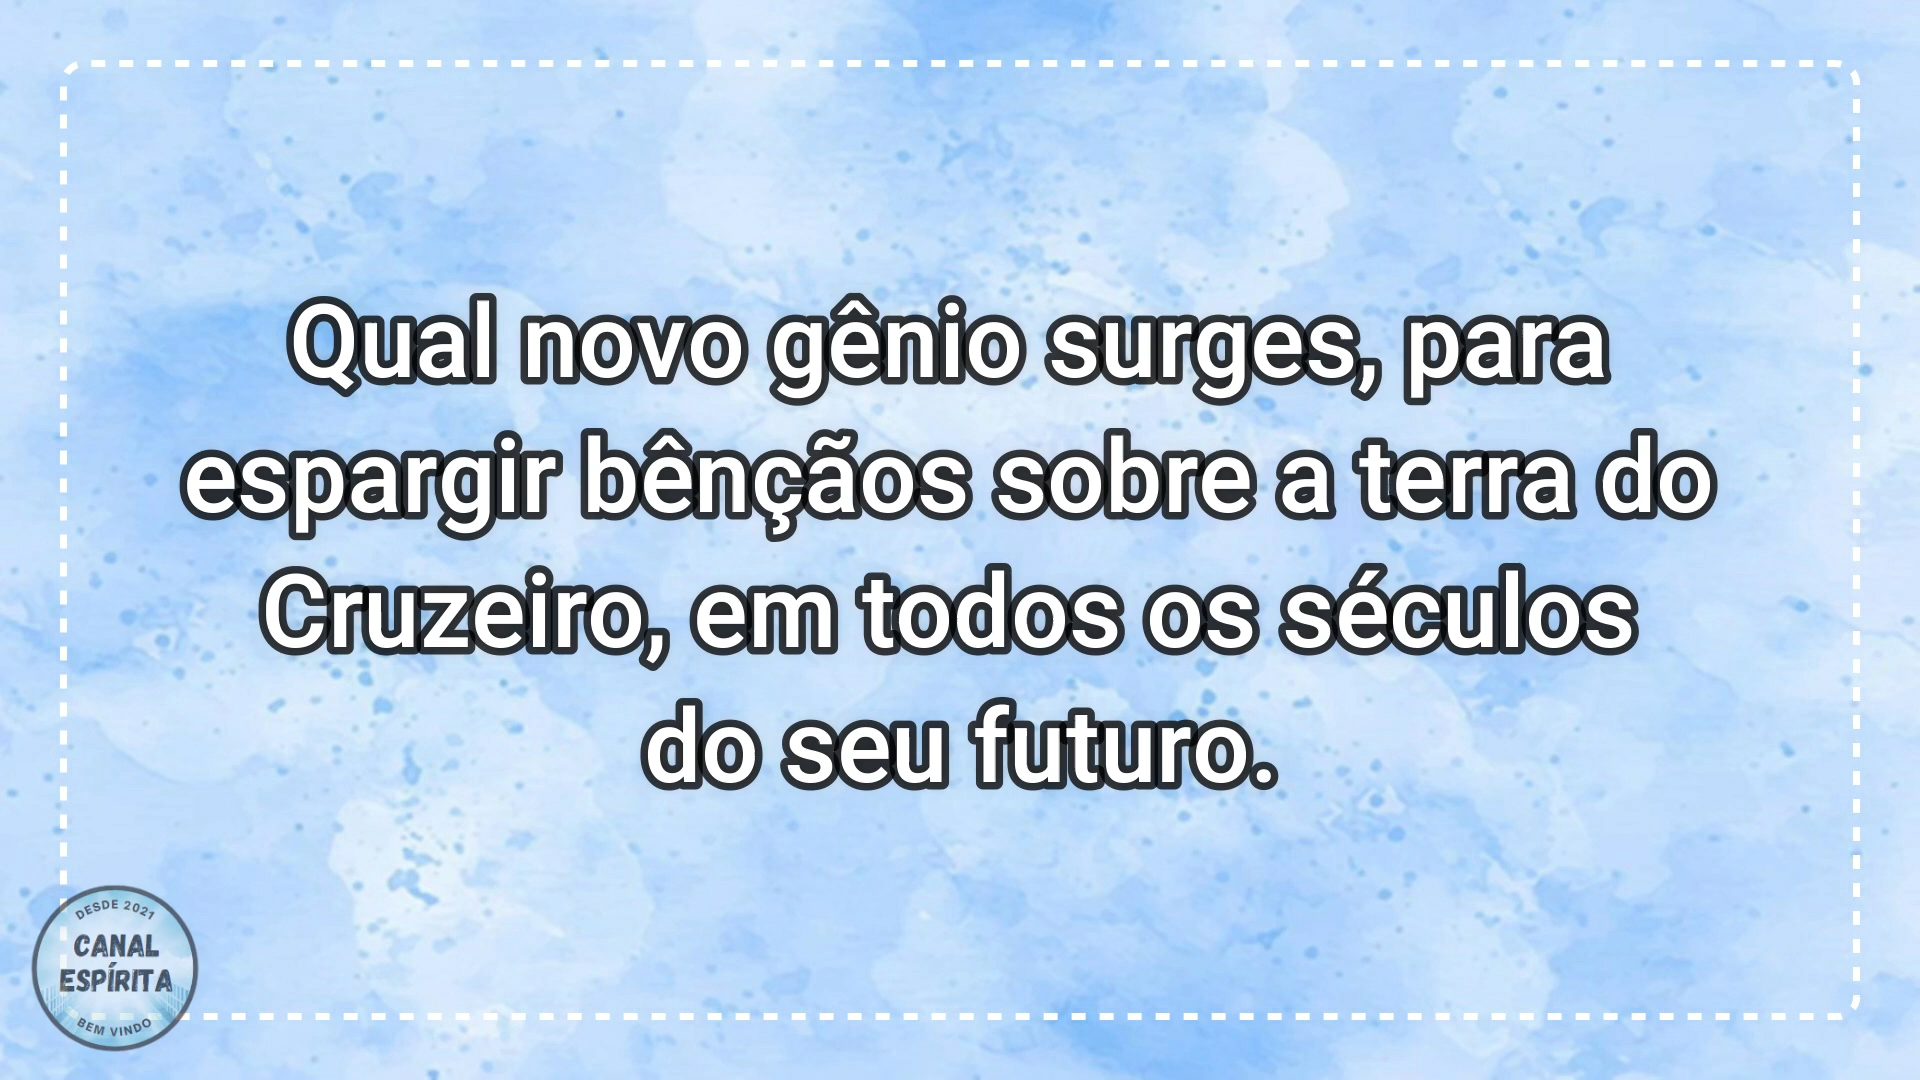 Qual novo gênio surges, para
espargir bênçãos sobre a terra do
Cruzeiro, em todos os séculos
do seu futuro.
DESDE 2021
CANAL
ESPÍRITA
BEM VINDO